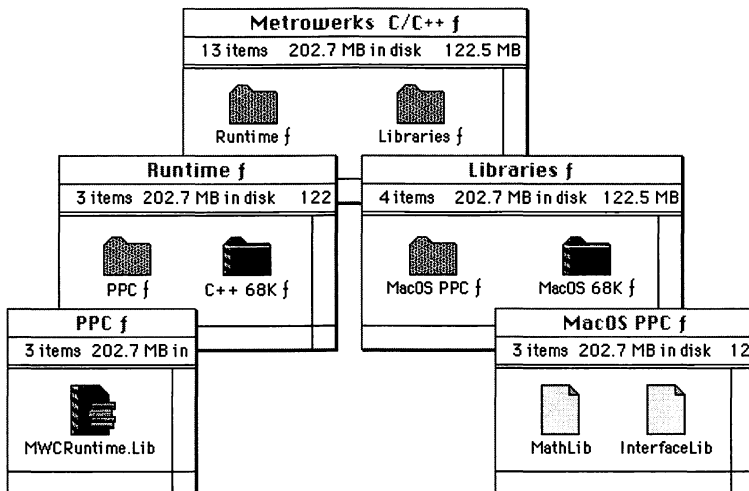 Metrowerks C/C++ ƒ
13 items 202.7 MB in disk 122.5 MB
Runtime ƒ
Libraries ƒ
Runtime ƒ
3 items 202.7 MB in disk 122
PPC ƒ
C++ 68K ƒ
Libraries ƒ
4 items 202.7 MB in disk 122.5 MB
MacOS PPC ƒ
MacOS 68K ƒ
PPC ƒ
3 items 202.7 MB in
MWCRuntime.Lib
MacOS PPC ƒ
3 items 202.7 MB in disk 12
MathLib
InterfaceLib